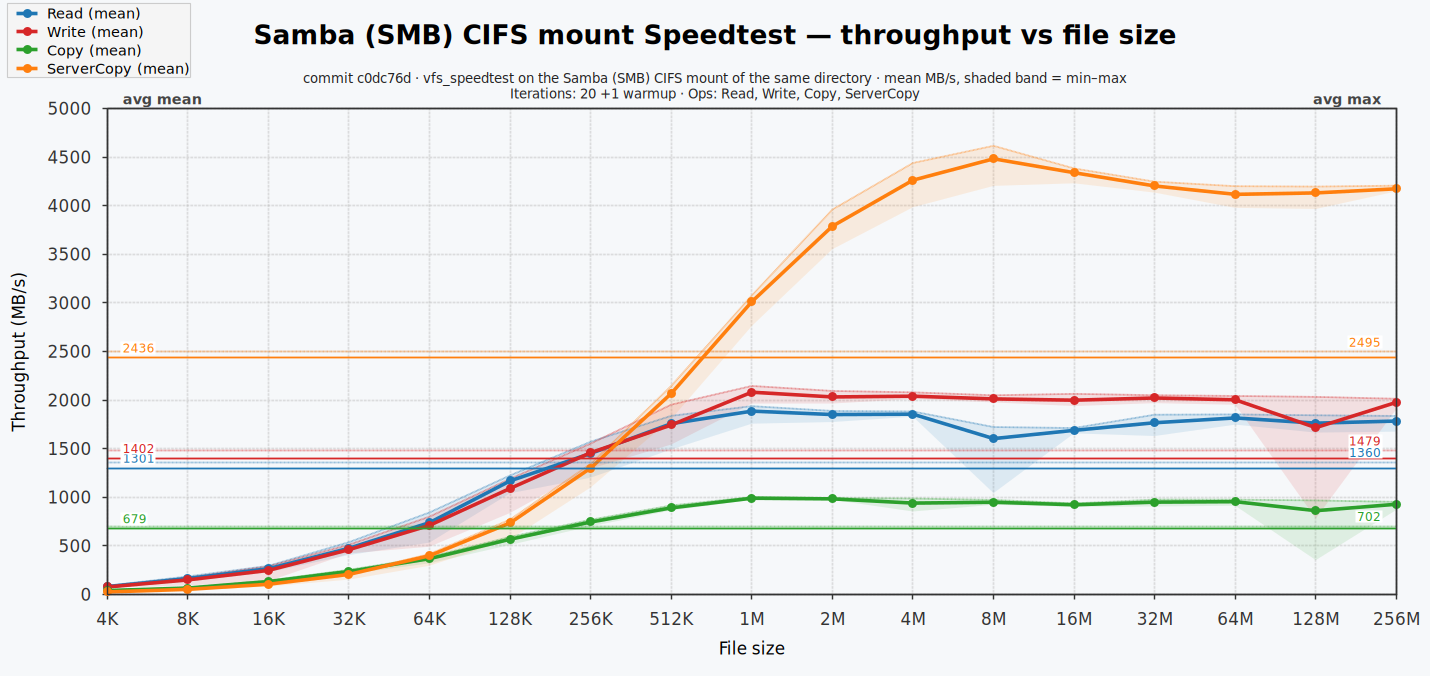 Read (mean)
Write (mean)
Copy (mean)
ServerCopy (mean)
Samba (SMB) CIFS mount Speedtest — throughput vs file size
commit c0dc76d · vfs_speedtest on the Samba (SMB) CIFS mount of the same directory · mean MB/s, shaded band = min–max
Iterations: 20 +1 warmup · Ops: Read, Write, Copy, ServerCopy
avg mean
avg max
5000
4500
4000
3500
3000
2500
2000
1500
1000
500
0
Throughput (MB/s)
2436
1402
1301
679
2495
1479
1360
702
4K 8K 16K 32K 64K 128K 256K 512K 1M 2M 4M 8M 16M 32M 64M 128M 256M
File size